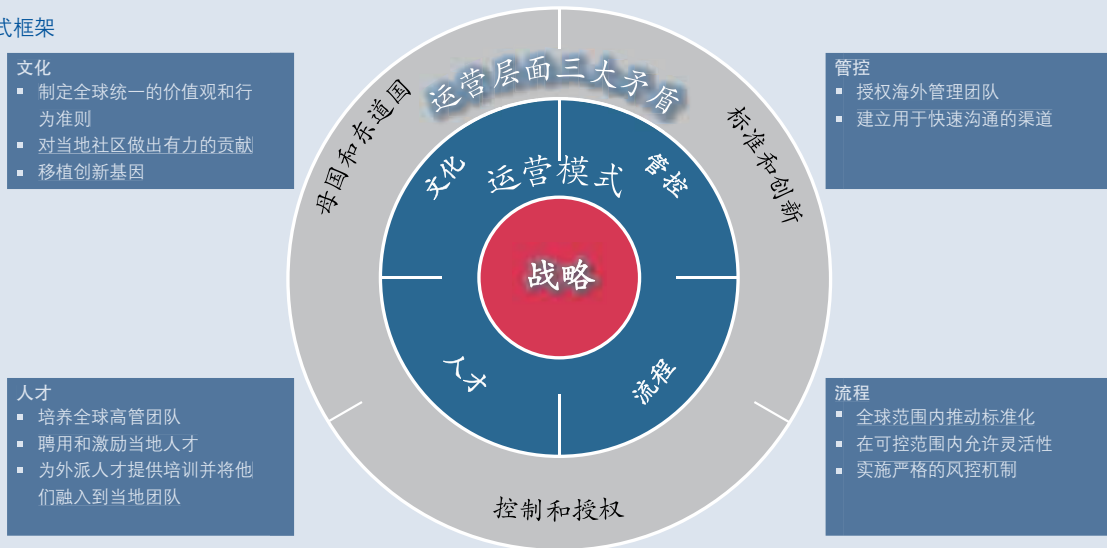 式框架
文化
▪ 制定全球统一的价值观和行
为准则
▪ 对当地社区做出有力的贡献
▪ 移植创新基因
管控
▪ 授权海外管理团队
▪ 建立用于快速沟通的渠道
运营层面三大矛盾
母国和东道国
标准和创新
文化
运营模式
管控
战略
人才
流程
控制和授权
人才
▪ 培养全球高管团队
▪ 聘用和激励当地人才
▪ 为外派人才提供培训并将他
们融入到当地团队
流程
▪ 全球范围内推动标准化
▪ 在可控范围内允许灵活性
▪ 实施严格的风控机制